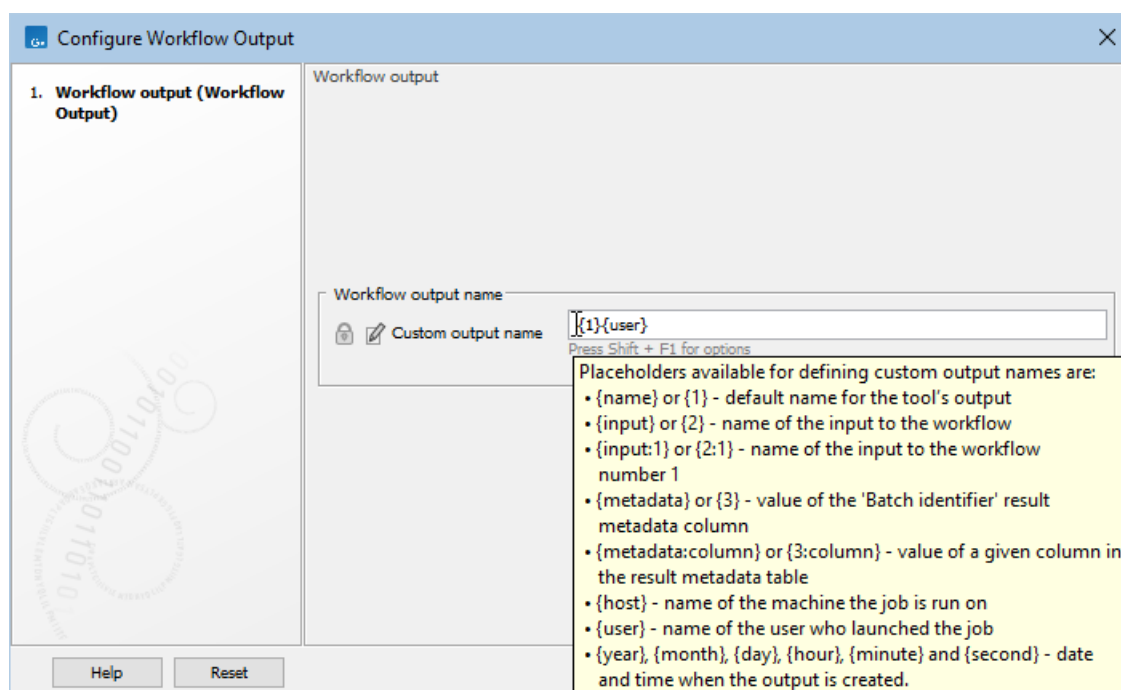 Configure Workflow Output
1. Workflow output (Workflow
Output)
Workflow output
Workflow output name
Custom output name
{1}{user}
Press Shift + F1 for options
Placeholders available for defining custom output names are:
• {name} or {1} - default name for the tool's output
• {input} or {2} - name of the input to the workflow
• {input:1} or {2:1} - name of the input to the workflow
number 1
• {metadata} or {3} - value of the 'Batch identifier' result
metadata column
• {metadata:column} or {3:column} - value of a given column in
the result metadata table
• {host} - name of the machine the job is run on
• {user} - name of the user who launched the job
• {year}, {month}, {day}, {hour}, {minute} and {second} - date
and time when the output is created.
Help
Reset